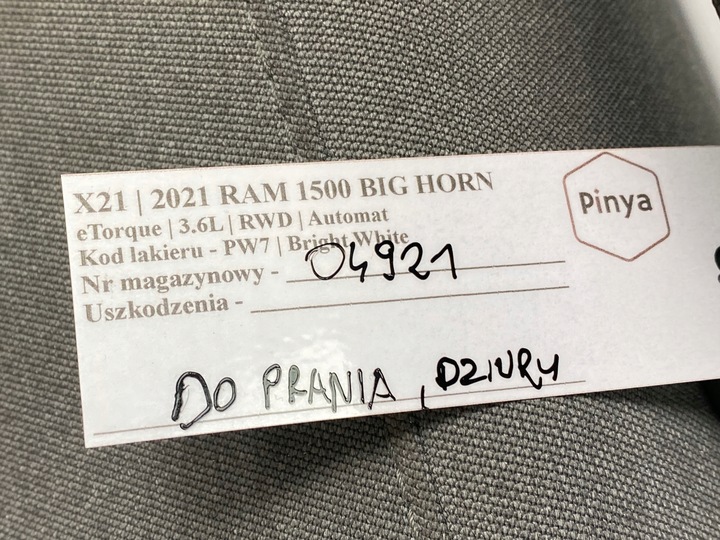 X21 | 2021 RAM 1500 BIG HORN
Pinya
eTorque | 3.6L | RWD | Automat
Kod lakieru - PW7 | Bright White
Nr magazynowy - 04921
Uszkodzenia -
DO PRANIA, DZIURY